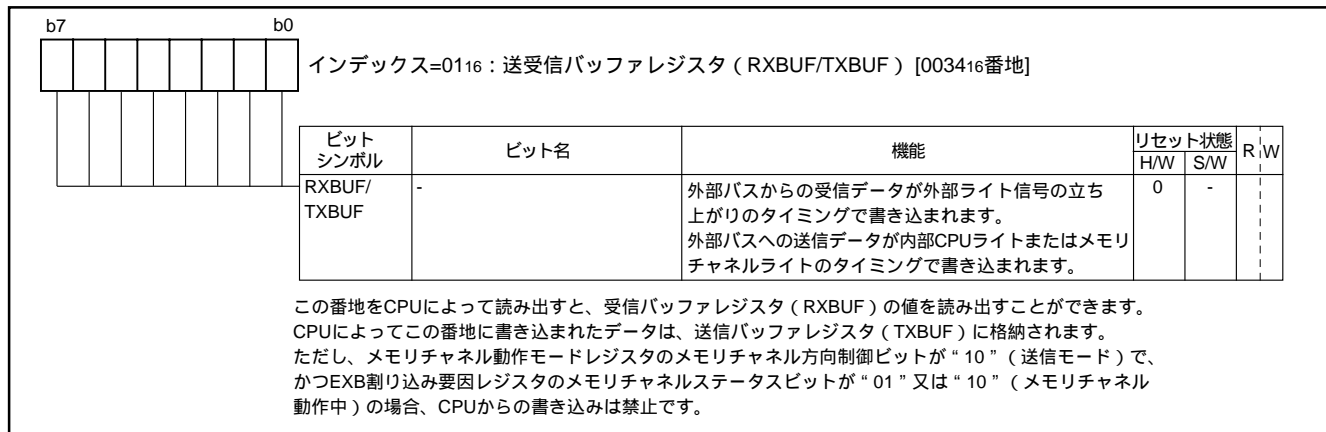 b7 b0
インデックス=0116：送受信バッファレジスタ（RXBUF/TXBUF）[003416番地]
ビット
シンボル
ビット名
機能
リセット状態
H/W S/W
R W
RXBUF/
TXBUF
-
外部バスからの受信データが外部ライト信号の立ち
上がりのタイミングで書き込まれます。
外部バスへの送信データが内部CPUライトまたはメモリ
チャネルライトのタイミングで書き込まれます。
0 -
この番地をCPUによって読み出すと、受信バッファレジスタ（RXBUF）の値を読み出すことができます。
CPUによってこの番地に書き込まれたデータは、送信バッファレジスタ（TXBUF）に格納されます。
ただし、メモリチャネル動作モードレジスタのメモリチャネル方向制御ビットが“10”（送信モード）で、
かつEXB割り込み要因レジスタのメモリチャネルステータスビットが“01”又は“10”（メモリチャネル
動作中）の場合、CPUからの書き込みは禁止です。